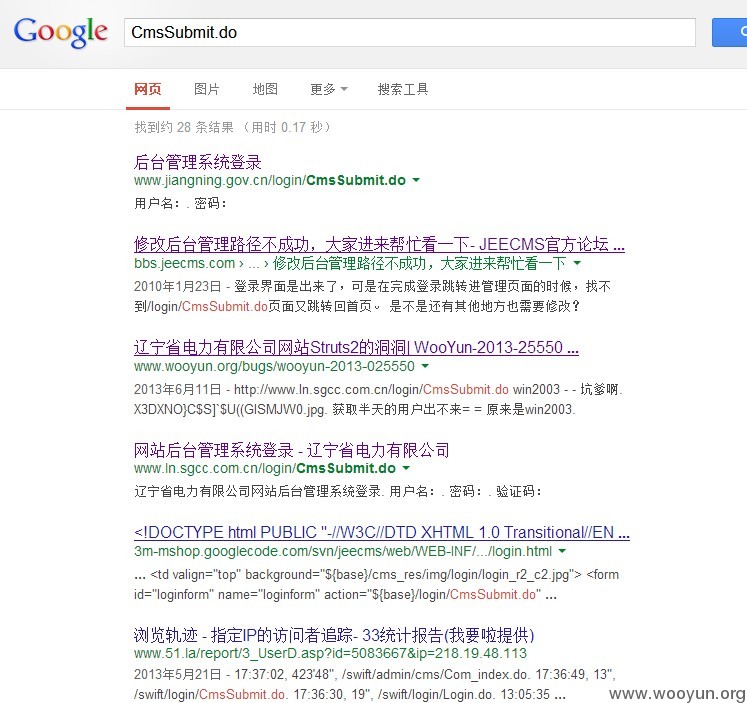 Google
CmsSubmit.do
网页 图片 地图 更多 搜索工具
找到约 28 条结果 （用时 0.17 秒）
后台管理系统登录
www.jiangning.gov.cn/login/CmsSubmit.do
用户名：. 密码：
修改后台管理路径不成功，大家进来帮忙看一下- JEECMS官方论坛 ...
bbs.jeecms.com › ... › 修改后台管理路径不成功，大家进来帮忙看一下
2010年1月23日 - 登录界面是出来了，可是在完成登录跳转进管理页面的时候，找不
到/login/CmsSubmit.do页面又跳转回首页。 是不是还有其他地方也需要修改？
辽宁省电力有限公司网站Struts2的洞洞| WooYun-2013-25550 ...
www.wooyun.org/bugs/wooyun-2013-025550
2013年6月11日 - http://www.ln.sgcc.com.cn/login/CmsSubmit.do win2003 - - 坑爹啊.
X3DXNO}C$S]`$U((GISMJW0.jpg. 获取半天的用户出不来= = 原来是win2003.
网站后台管理系统登录 - 辽宁省电力有限公司
www.ln.sgcc.com.cn/login/CmsSubmit.do
辽宁省电力有限公司网站后台管理系统登录. 用户名：. 密码：. 验证码：
<!DOCTYPE html PUBLIC "-//W3C//DTD XHTML 1.0 Transitional//EN ...
3m-mshop.googlecode.com/svn/jeecms/web/WEB-INF/.../login.html
... <td valign="top" background="${base}/cms_res/img/login/login_r2_c2.jpg"> <form
id="loginform" name="loginform" action="${base}/login/CmsSubmit.do" ...
浏览轨迹 - 指定IP的访问者追踪- 33统计报告(我要啦提供)
www.51.la/report/3_UserD.asp?id=5083667&ip=218.19.48.113
2013年5月21日 - 17:37:02, 423'48", /swift/admin/cms/Com_index.do. 17:36:49, 13",
/swift/login/CmsSubmit.do. 17:36:30, 19", /swift/login/Login.do. 13:05:35 ...
www.wooyun.org